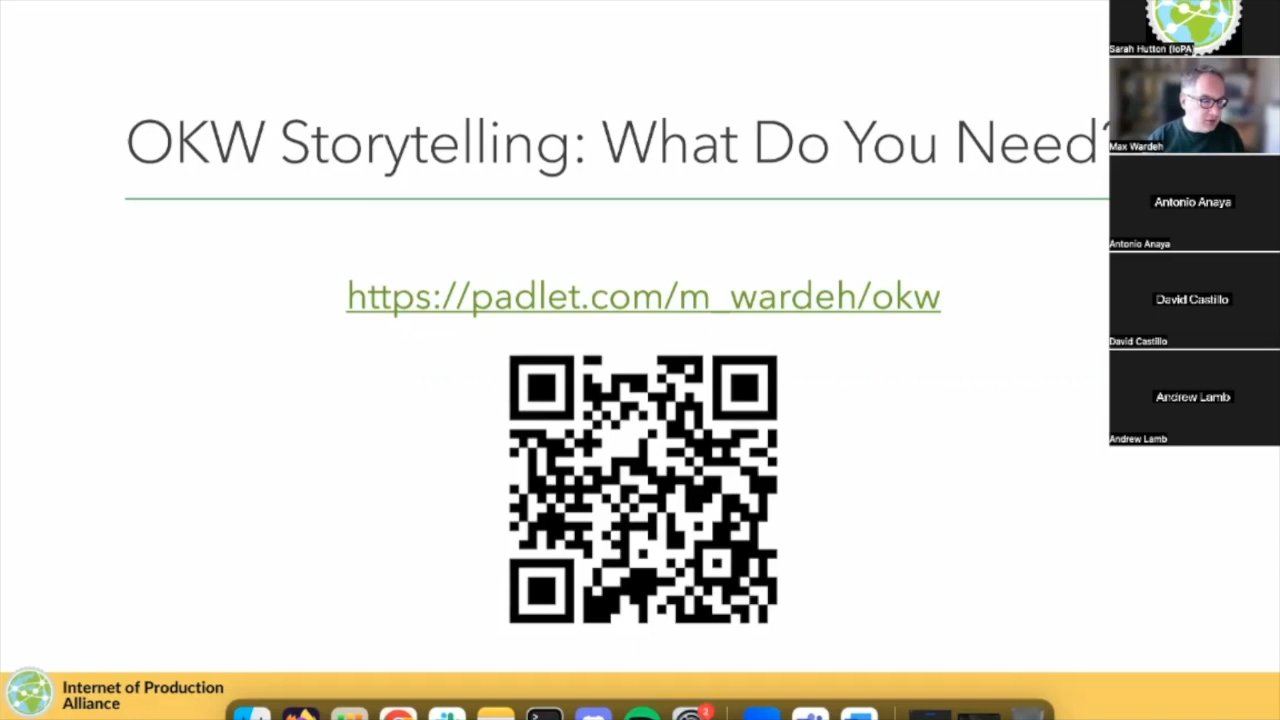 OKW Storytelling: What Do You Need?
https://padlet.com/m_wardeh/okw
Sarah Hutton (IoPA)
Max Wardeh
Antonio Anaya
Antonio Anaya
David Castillo
David Castillo
Andrew Lamb
Andrew Lamb
Internet of Production
Alliance
2